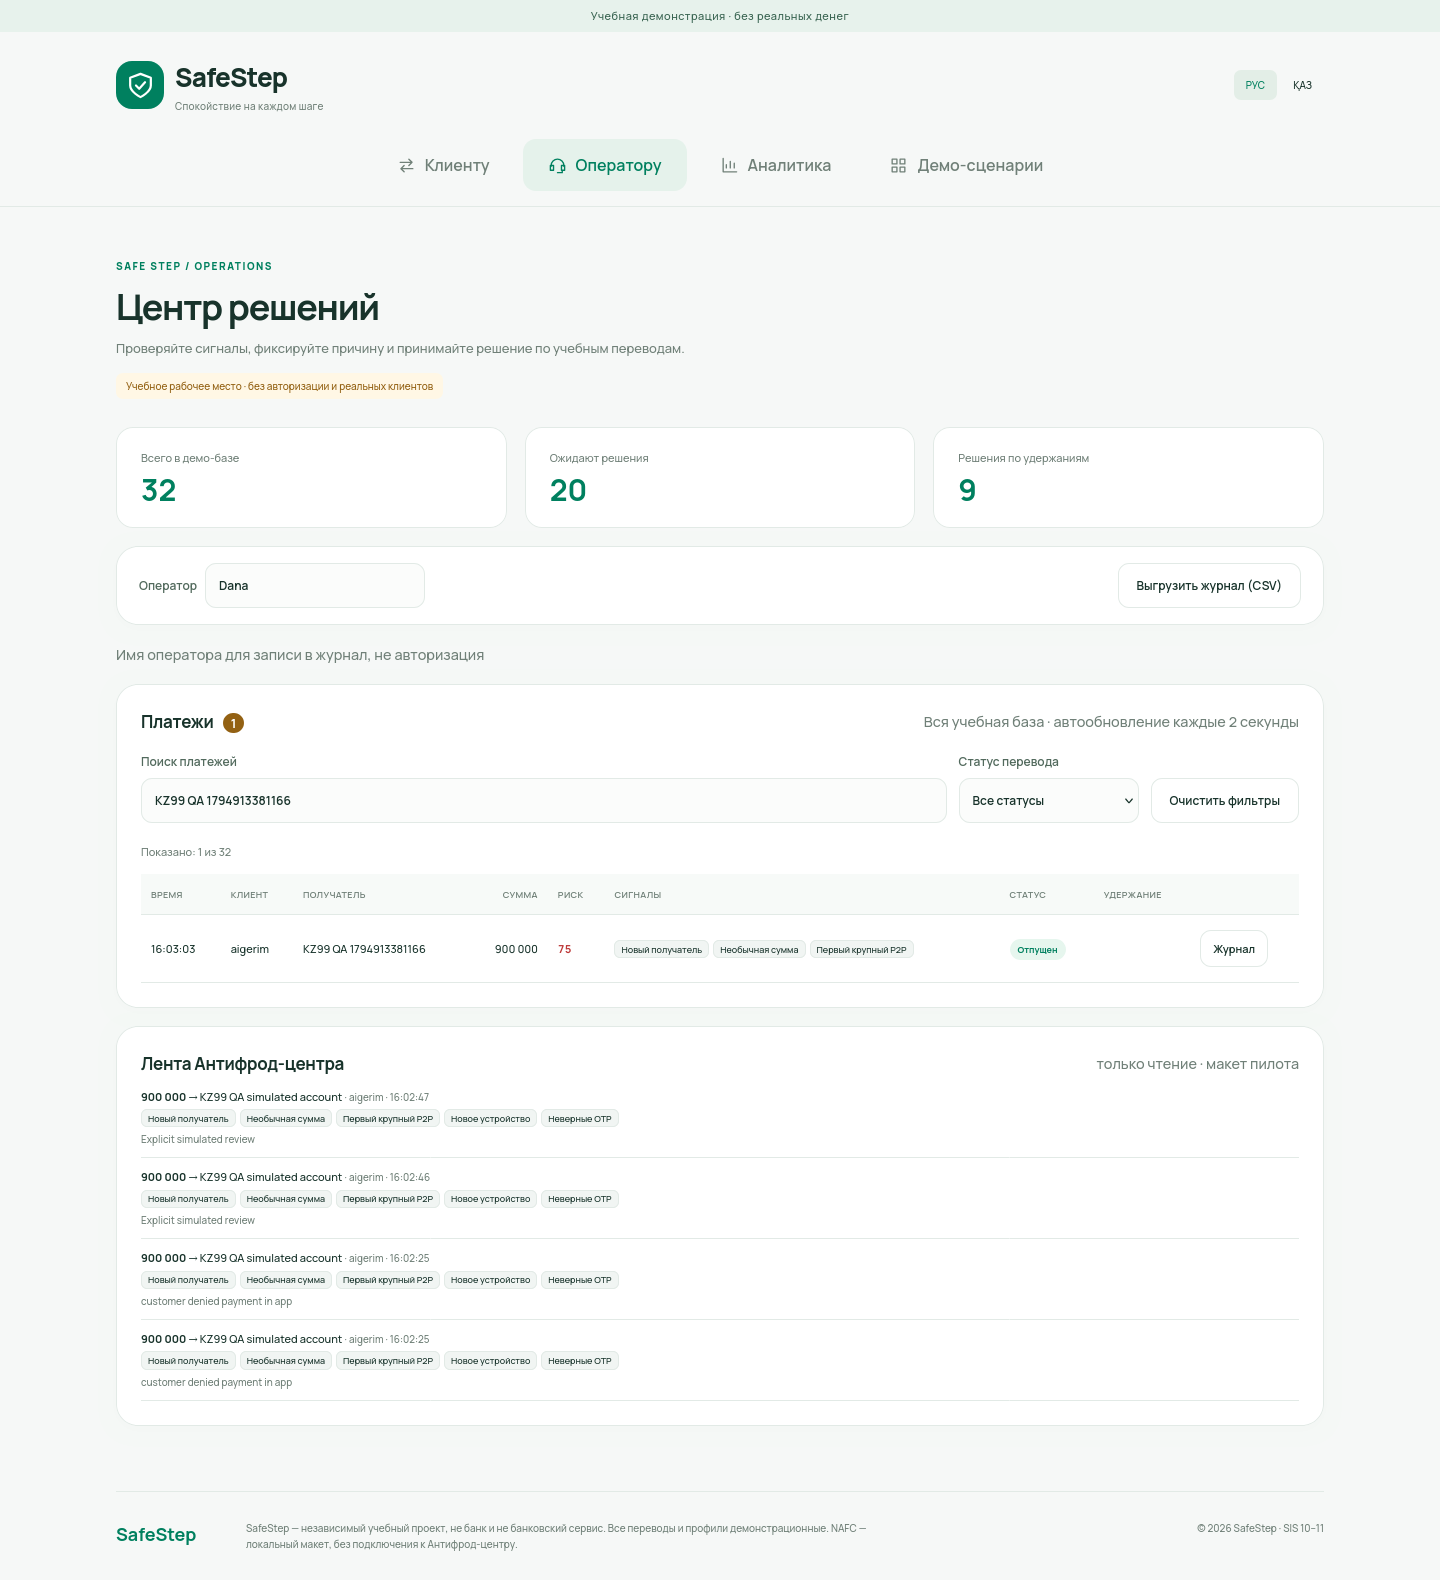 Учебная демонстрация · без реальных денег
SafeStep
Спокойствие на каждом шаге
РУС ҚАЗ
Клиенту Оператору Аналитика Демо-сценарии
SAFE STEP / OPERATIONS
Центр решений
Проверяйте сигналы, фиксируйте причину и принимайте решение по учебным переводам.
Учебное рабочее место · без авторизации и реальных клиентов
Всего в демо-базе Ожидают решения Решения по удержаниям
32 20 9
Оператор Dana Выгрузить журнал (CSV)
Имя оператора для записи в журнал, не авторизация
Платежи 1 Вся учебная база · автообновление каждые 2 секунды
Поиск платежей Статус перевода
KZ99 QA 1794913381166 Все статусы Очистить фильтры
Показано: 1 из 32
ВРЕМЯ КЛИЕНТ ПОЛУЧАТЕЛЬ СУММА РИСК СИГНАЛЫ СТАТУС УДЕРЖАНИЕ
16:03:03 aigerim KZ99 QA 1794913381166 900 000 75 Новый получатель Необычная сумма Первый крупный P2P Отпущен Журнал
Лента Антифрод-центра только чтение · макет пилота
900 000 → KZ99 QA simulated account · aigerim · 16:02:47
Новый получатель Необычная сумма Первый крупный P2P Новое устройство Неверные OTP
Explicit simulated review
900 000 → KZ99 QA simulated account · aigerim · 16:02:46
Новый получатель Необычная сумма Первый крупный P2P Новое устройство Неверные OTP
Explicit simulated review
900 000 → KZ99 QA simulated account · aigerim · 16:02:25
Новый получатель Необычная сумма Первый крупный P2P Новое устройство Неверные OTP
customer denied payment in app
900 000 → KZ99 QA simulated account · aigerim · 16:02:25
Новый получатель Необычная сумма Первый крупный P2P Новое устройство Неверные OTP
customer denied payment in app
SafeStep SafeStep — независимый учебный проект, не банк и не банковский сервис. Все переводы и профили демонстрационные. NAFC — © 2026 SafeStep · SIS 10–11
локальный макет, без подключения к Антифрод-центру.